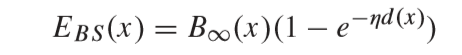 E_{BS}(x) = B_∞(x)(1 − e^{−ηd(x)})